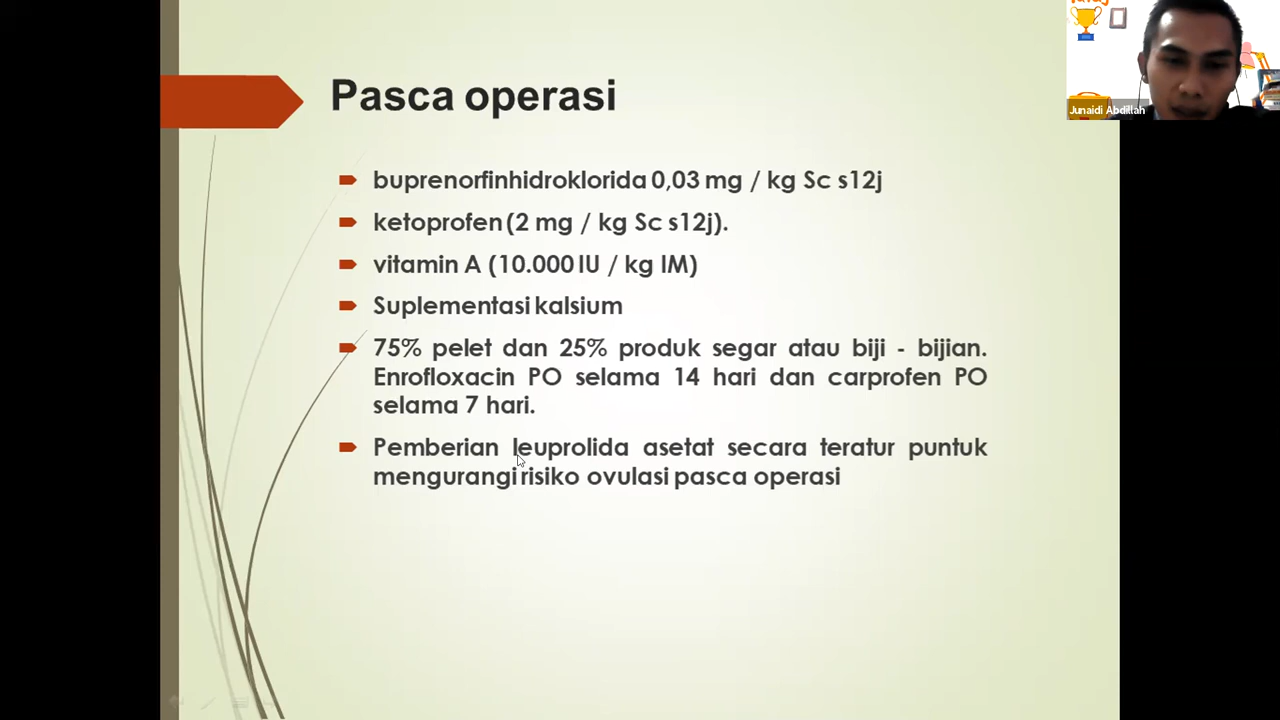 Pasca operasi
buprenorfinhidroklorida 0,03 mg / kg Sc s12j
ketoprofen (2 mg / kg Sc s12j).
vitamin A (10.000 IU / kg IM)
Suplementasi kalsium
75% pelet dan 25% produk segar atau biji - bijian.
Enrofloxacin PO selama 14 hari dan carprofen PO
selama 7 hari.
Pemberian leuprolida asetat secara teratur puntuk
mengurangi risiko ovulasi pasca operasi
Junaidi Abdillah